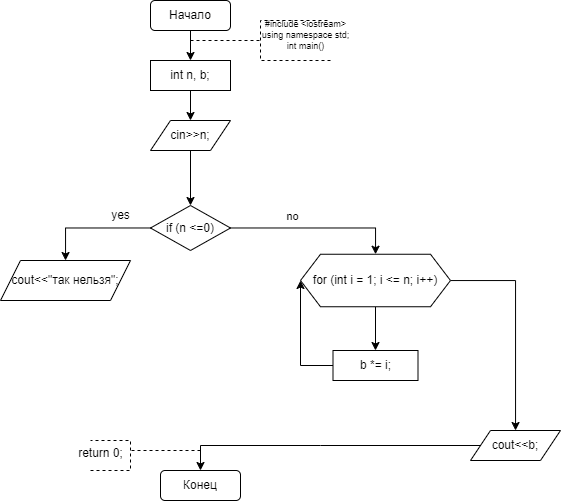 Начало
#include <iostream>
using namespace std;
int main()
int n, b;
cin>>n;
if (n <=0)
yes
no
cout<<"так нельзя";
for (int i = 1; i <= n; i++)
b *= i;
cout<<b;
return 0;
Конец